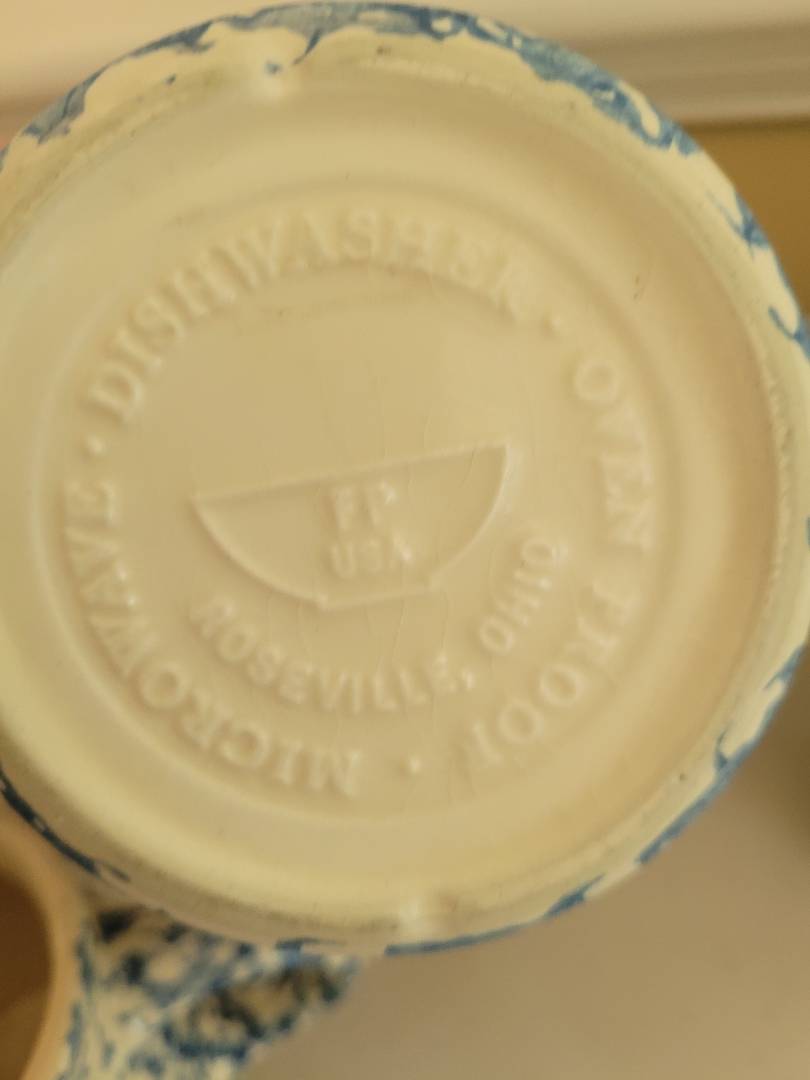 DISHWASHER · OVEN PROOF · MICROWAVE ·
FP
USA
ROSEVILLE, OHIO